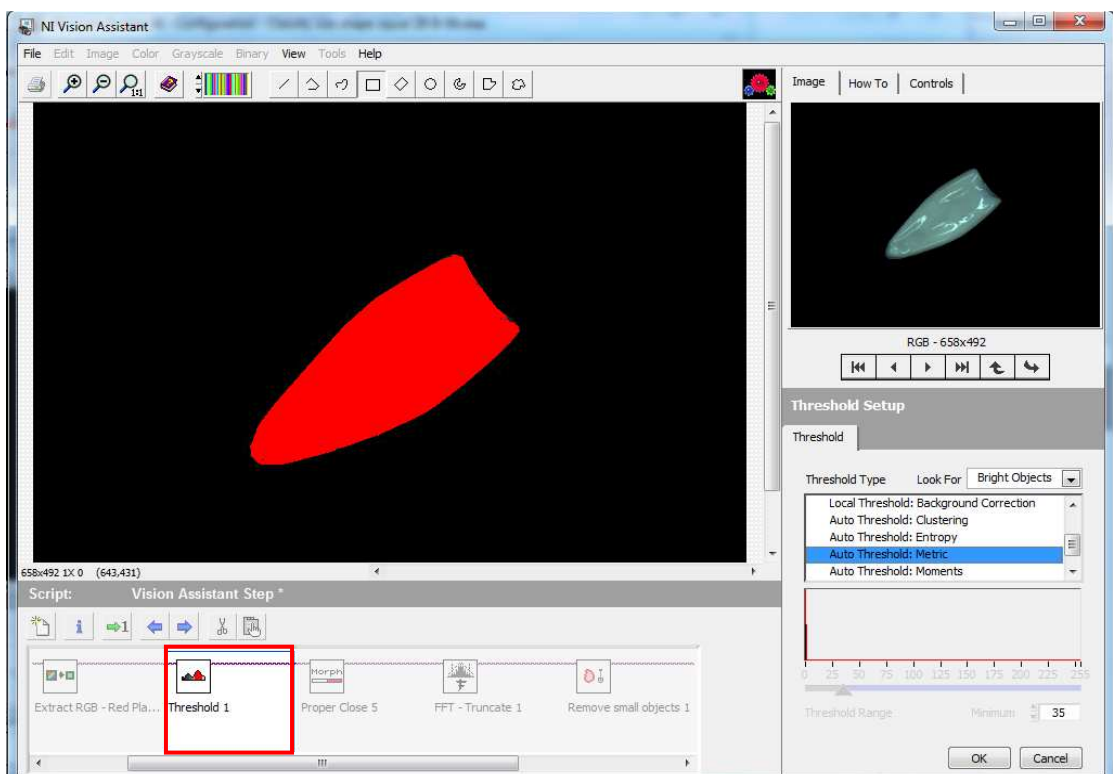 NI Vision Assistant
File Edit Image Color Grayscale Binary View Tools Help
1:1
Image How To Controls
RGB - 658x492
Threshold Setup
Threshold
Threshold Type Look For Bright Objects
Local Threshold: Background Correction
Auto Threshold: Clustering
Auto Threshold: Entropy
Auto Threshold: Metric
Auto Threshold: Moments
0 25 50 75 100 125 150 175 200 225 255
Threshold Range Minimum 35
OK Cancel
658x492 1X 0 (643,431)
Script: Vision Assistant Step *
1
Morph
Extract RGB - Red Pla... Threshold 1 Proper Close 5 FFT - Truncate 1 Remove small objects 1